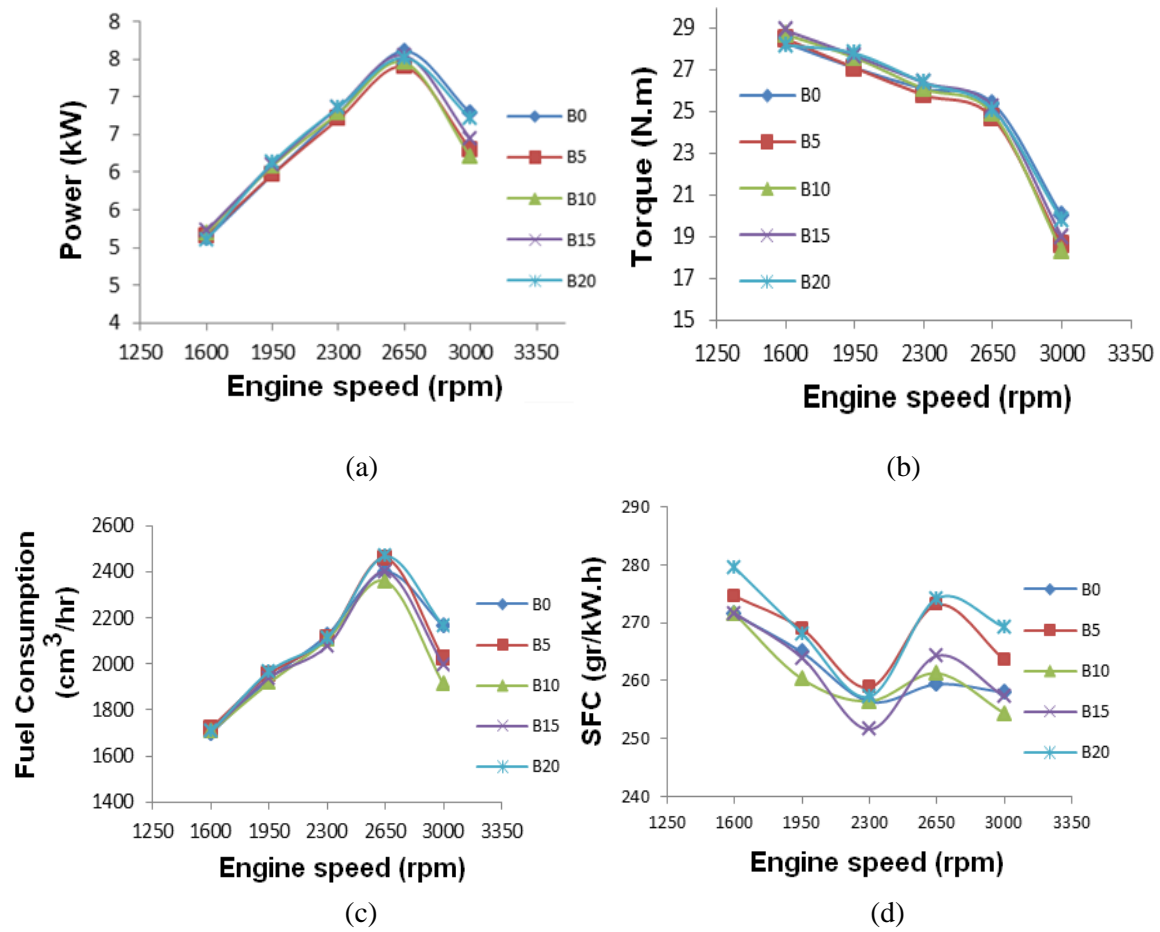 8
8
7
7
6
6
5
5
4
Power (kW)
1250 1600 1950 2300 2650 3000 3350
Engine speed (rpm)
B0
B5
B10
B15
B20
(a)
29
27
25
23
21
19
17
15
Torque (N.m)
1250 1600 1950 2300 2650 3000 3350
Engine speed (rpm)
B0
B5
B10
B15
B20
(b)
2600
2400
2200
2000
1800
1600
1400
Fuel Consumption
(cm³/hr)
1250 1600 1950 2300 2650 3000 3350
Engine speed (rpm)
B0
B5
B10
B15
B20
(c)
290
280
270
260
250
240
SFC (gr/kW.h)
1250 1600 1950 2300 2650 3000 3350
Engine speed (rpm)
B0
B5
B10
B15
B20
(d)